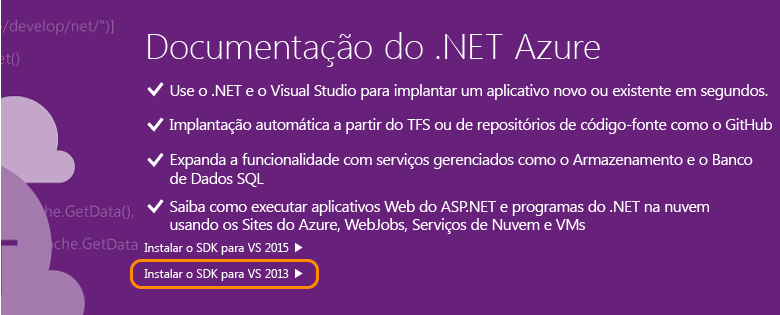 e/develop/net/")]
et()
Documentação do .NET Azure
Use o .NET e o Visual Studio para implantar um aplicativo novo ou existente em segundos.
Implantação automática a partir do TFS ou de repositórios de código-fonte como o GitHub
Expanda a funcionalidade com serviços gerenciados como o Armazenamento e o Banco
de Dados SQL
Saiba como executar aplicativos Web do ASP.NET e programas do .NET na nuvem
usando os Sites do Azure, WebJobs, Serviços de Nuvem e VMs
che.GetData(),
ache.GetData
Instalar o SDK para VS 2015
Instalar o SDK para VS 2013